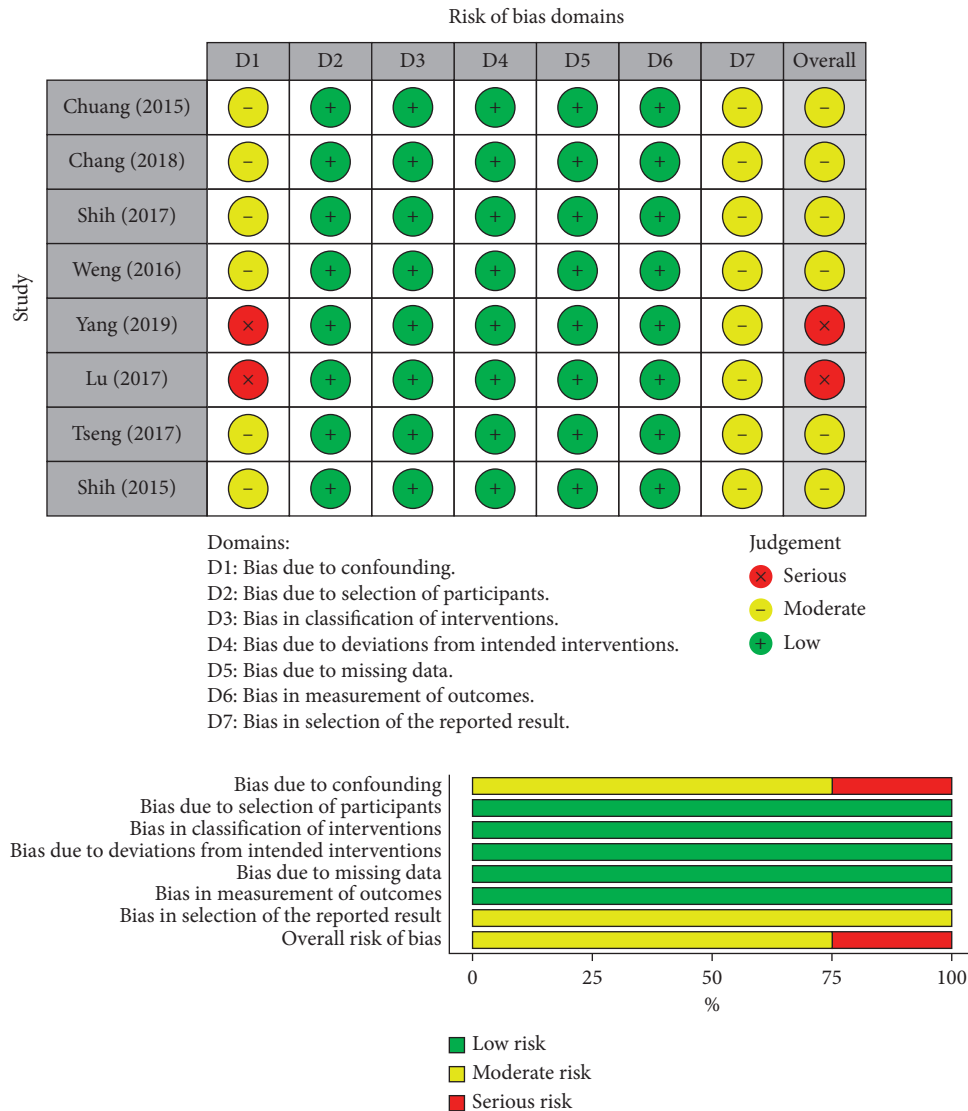 Risk of bias domains
D1 D2 D3 D4 D5 D6 D7 Overall
Study
Chuang (2015) − + + + + + − −
Chang (2018) − + + + + + − −
Shih (2017) − + + + + + − −
Weng (2016) − + + + + + − −
Yang (2019) × + + + + + − ×
Lu (2017) × + + + + + − ×
Tseng (2017) − + + + + + − −
Shih (2015) − + + + + + − −
Domains:
D1: Bias due to confounding.
D2: Bias due to selection of participants.
D3: Bias in classification of interventions.
D4: Bias due to deviations from intended interventions.
D5: Bias due to missing data.
D6: Bias in measurement of outcomes.
D7: Bias in selection of the reported result.
Judgement
× Serious
− Moderate
+ Low
Bias due to confounding
Bias due to selection of participants
Bias in classification of interventions
Bias due to deviations from intended interventions
Bias due to missing data
Bias in measurement of outcomes
Bias in selection of the reported result
Overall risk of bias
0 25 50 75 100
%
Low risk
Moderate risk
Serious risk